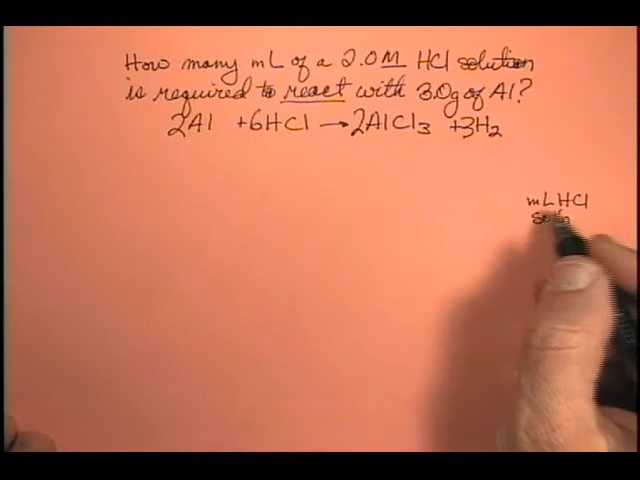 How many mL of a 2.0 M HCl solution
is required to react with 3.0g of Al?
2Al + 6HCl → 2AlCl₃ + 3H₂
mL HCl